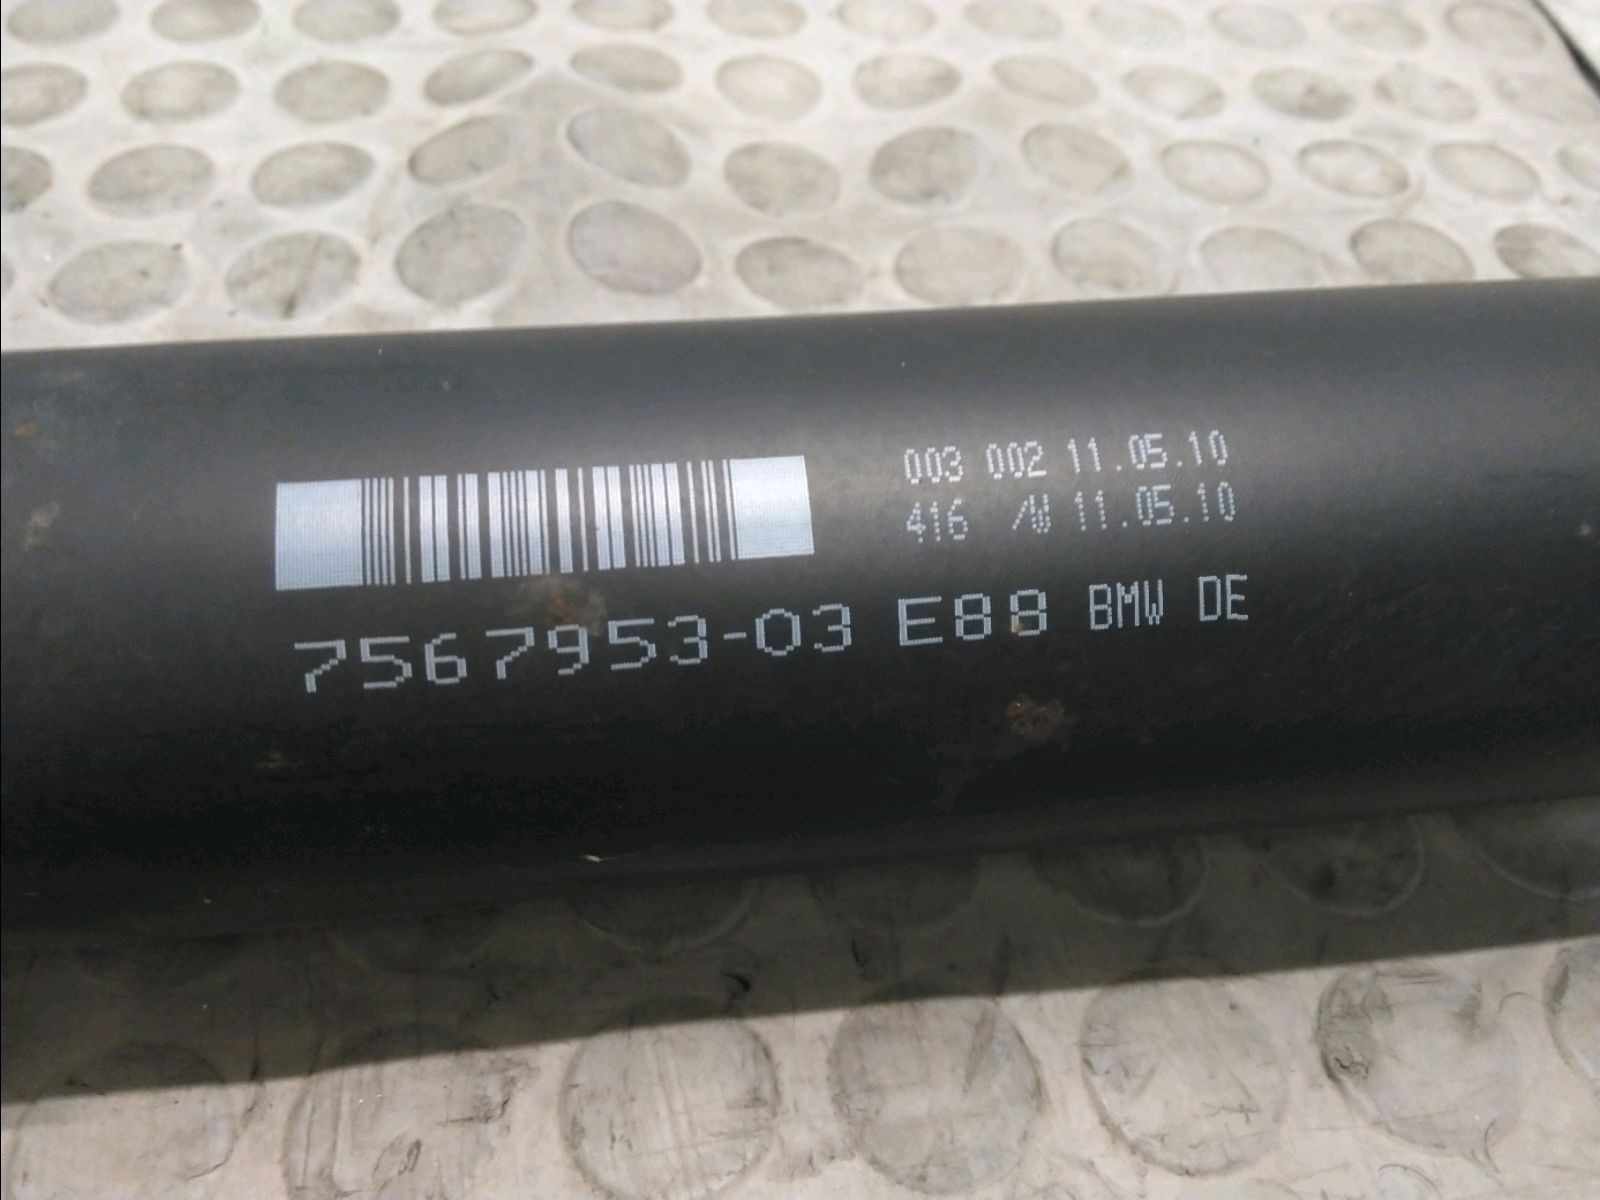 003 002 11.05.10
416 /W 11.05.10
7567953-03 E88 BMW DE